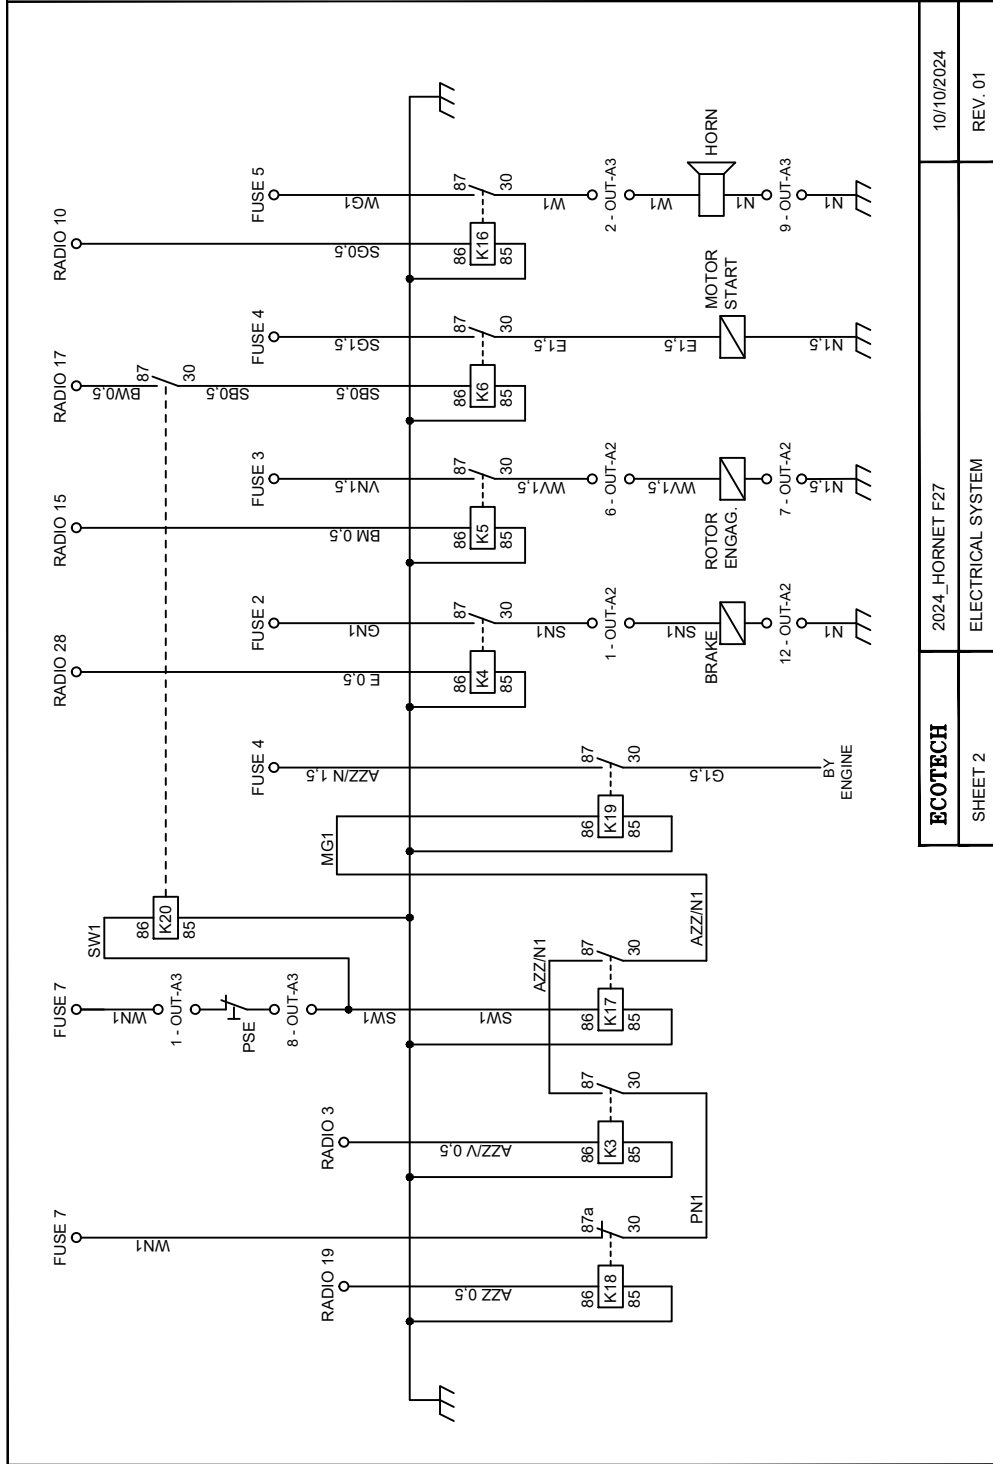 FUSE 7
WN1
RADIO 19
AZZ 0,5
86
K18
85
87a
30
PN1
RADIO 3
AZZ/V 0,5
86
K3
85
87
30
AZZ/N1
FUSE 7
WN1
1 - OUT-A3
PSE
8 - OUT-A3
SW1
SW1
SW1
86
K17
85
87
30
AZZ/N1
86
K20
85
MG1
86
K19
85
FUSE 4
AZZ/N 1,5
87
30
G1,5
BY
ENGINE
RADIO 28
E 0,5
86
K4
85
FUSE 2
GN1
87
30
SN1
1 - OUT-A2
SN1
BRAKE
12 - OUT-A2
N1
RADIO 15
BM 0,5
86
K5
85
FUSE 3
VN1,5
87
30
WV1,5
6 - OUT-A2
WV1,5
ROTOR
ENGAG.
7 - OUT-A2
N1,5
RADIO 17
BW0,5
87
30
SB0,5
SB0,5
86
K6
85
FUSE 4
SG1,5
87
30
E1,5
E1,5
MOTOR
START
N1,5
RADIO 10
SG0,5
86
K16
85
FUSE 5
WG1
87
30
W1
2 - OUT-A3
W1
HORN
N1
9 - OUT-A3
N1
ECOTECH
2024_HORNET F27
10/10/2024
SHEET 2
ELECTRICAL SYSTEM
REV. 01